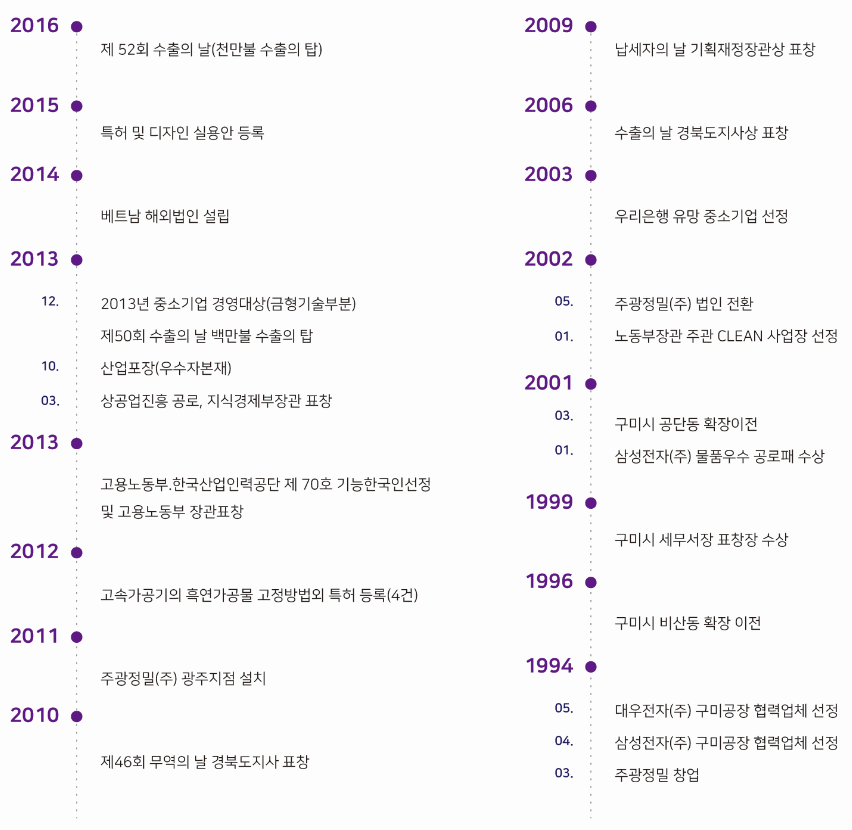 2016
제 52회 수출의 날(천만불 수출의 탑)
2015
특허 및 디자인 실용안 등록
2014
베트남 해외법인 설립
2013
12. 2013년 중소기업 경영대상(금형기술부분)
제50회 수출의 날 백만불 수출의 탑
10. 산업포장(우수자본재)
03. 상공업진흥 공로, 지식경제부장관 표창
2013
고용노동부.한국산업인력공단 제 70호 기능한국인선정
및 고용노동부 장관표창
2012
고속가공기의 흑연가공물 고정방법외 특허 등록(4건)
2011
주광정밀(주) 광주지점 설치
2010
제46회 무역의 날 경북도지사 표창
2009
납세자의 날 기획재정장관상 표창
2006
수출의 날 경북도지사상 표창
2003
우리은행 유망 중소기업 선정
2002
05. 주광정밀(주) 법인 전환
01. 노동부장관 주관 CLEAN 사업장 선정
2001
03. 구미시 공단동 확장이전
01. 삼성전자(주) 물품우수 공로패 수상
1999
구미시 세무서장 표창장 수상
1996
구미시 비산동 확장 이전
1994
05. 대우전자(주) 구미공장 협력업체 선정
04. 삼성전자(주) 구미공장 협력업체 선정
03. 주광정밀 창업